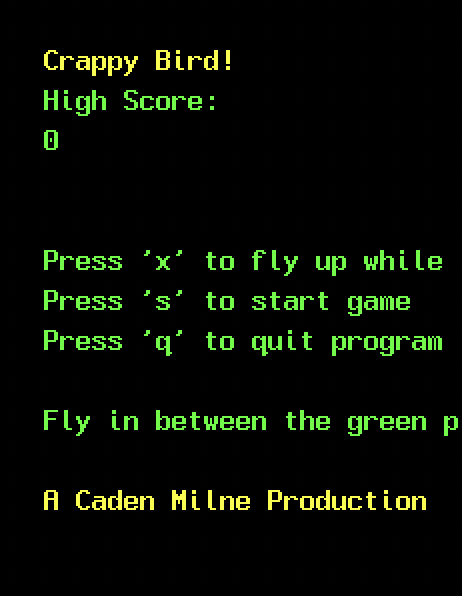 Crappy Bird!
High Score:
0
Press 'x' to fly up while
Press 's' to start game
Press 'q' to quit program
Fly in between the green p
A Caden Milne Production